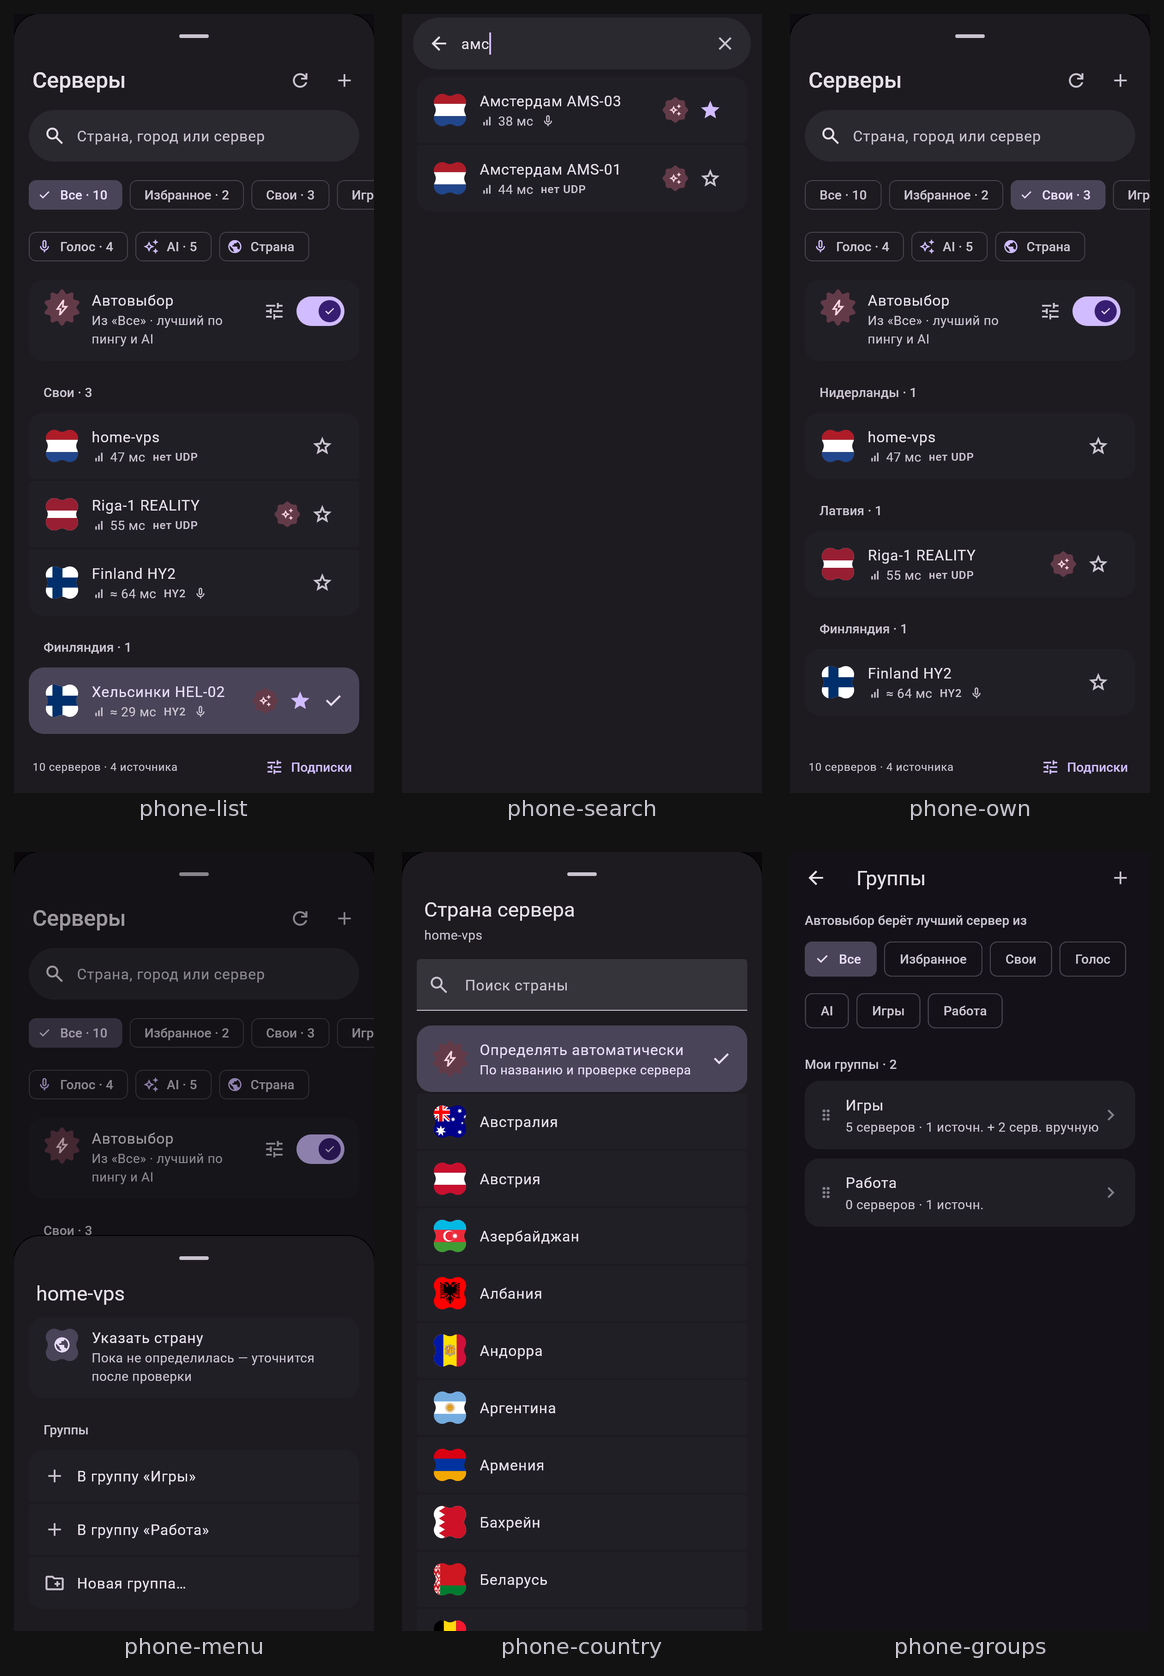 Серверы
Страна, город или сервер
Все · 10
Избранное · 2
Свои · 3
Игр
Голос · 4
AI · 5
Страна
Автовыбор
Из «Все» · лучший по
пингу и AI
Свои · 3
home-vps
47 мс нет UDP
Riga-1 REALITY
55 мс нет UDP
Finland HY2
≈ 64 мс HY2
Финляндия · 1
Хельсинки HEL-02
≈ 29 мс HY2
10 серверов · 4 источника
Подписки
phone-list
амс
Амстердам AMS-03
38 мс
Амстердам AMS-01
44 мс нет UDP
phone-search
Серверы
Страна, город или сервер
Все · 10
Избранное · 2
Свои · 3
Игр
Голос · 4
AI · 5
Страна
Автовыбор
Из «Все» · лучший по
пингу и AI
Нидерланды · 1
home-vps
47 мс нет UDP
Латвия · 1
Riga-1 REALITY
55 мс нет UDP
Финляндия · 1
Finland HY2
≈ 64 мс HY2
10 серверов · 4 источника
Подписки
phone-own
Серверы
Страна, город или сервер
Все · 10
Избранное · 2
Свои · 3
Игр
Голос · 4
AI · 5
Страна
Автовыбор
Из «Все» · лучший по
пингу и AI
Свои · 3
home-vps
Указать страну
Пока не определилась — уточнится
после проверки
Группы
В группу «Игры»
В группу «Работа»
Новая группа…
phone-menu
Страна сервера
home-vps
Поиск страны
Определять автоматически
По названию и проверке сервера
Австралия
Австрия
Азербайджан
Албания
Андорра
Аргентина
Армения
Бахрейн
Беларусь
phone-country
Группы
Автовыбор берёт лучший сервер из
Все
Избранное
Свои
Голос
AI
Игры
Работа
Мои группы · 2
Игры
5 серверов · 1 источн. + 2 серв. вручную
Работа
0 серверов · 1 источн.
phone-groups